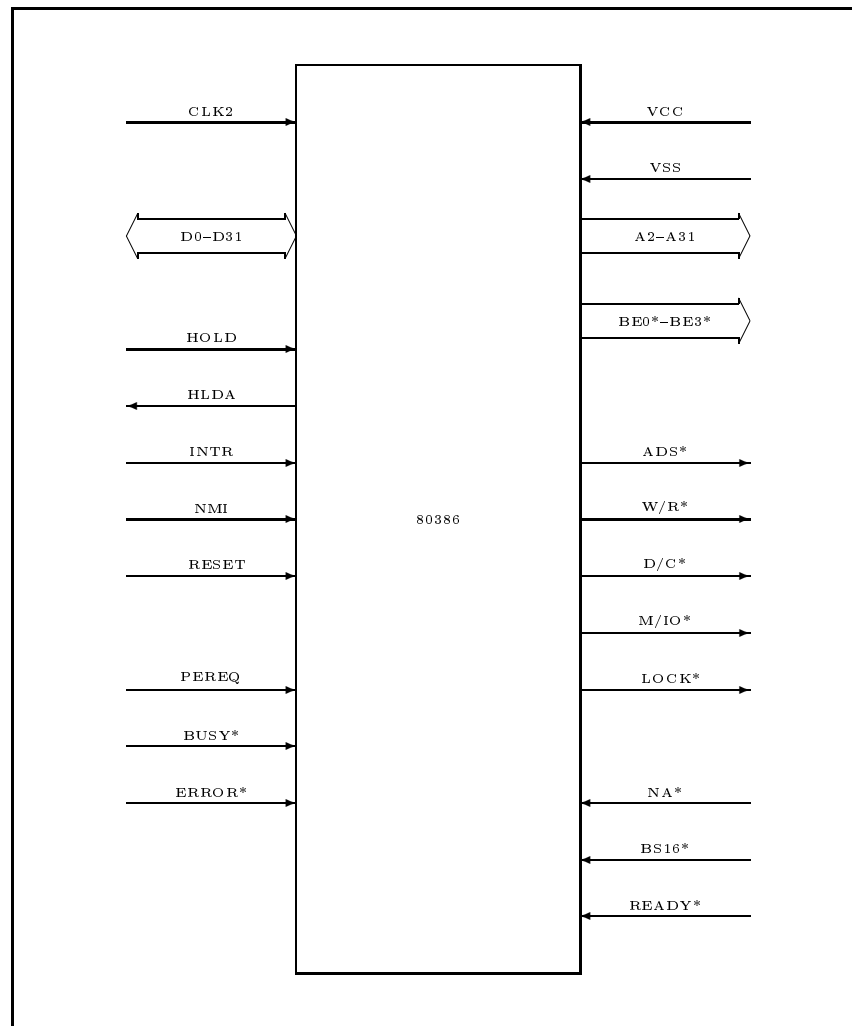 CLK2
VCC
VSS
D0–D31
A2–A31
BE0*–BE3*
HOLD
HLDA
INTR
ADS*
NMI
W/R*
80386
RESET
D/C*
M/IO*
PEREQ
LOCK*
BUSY*
ERROR*
NA*
BS16*
READY*